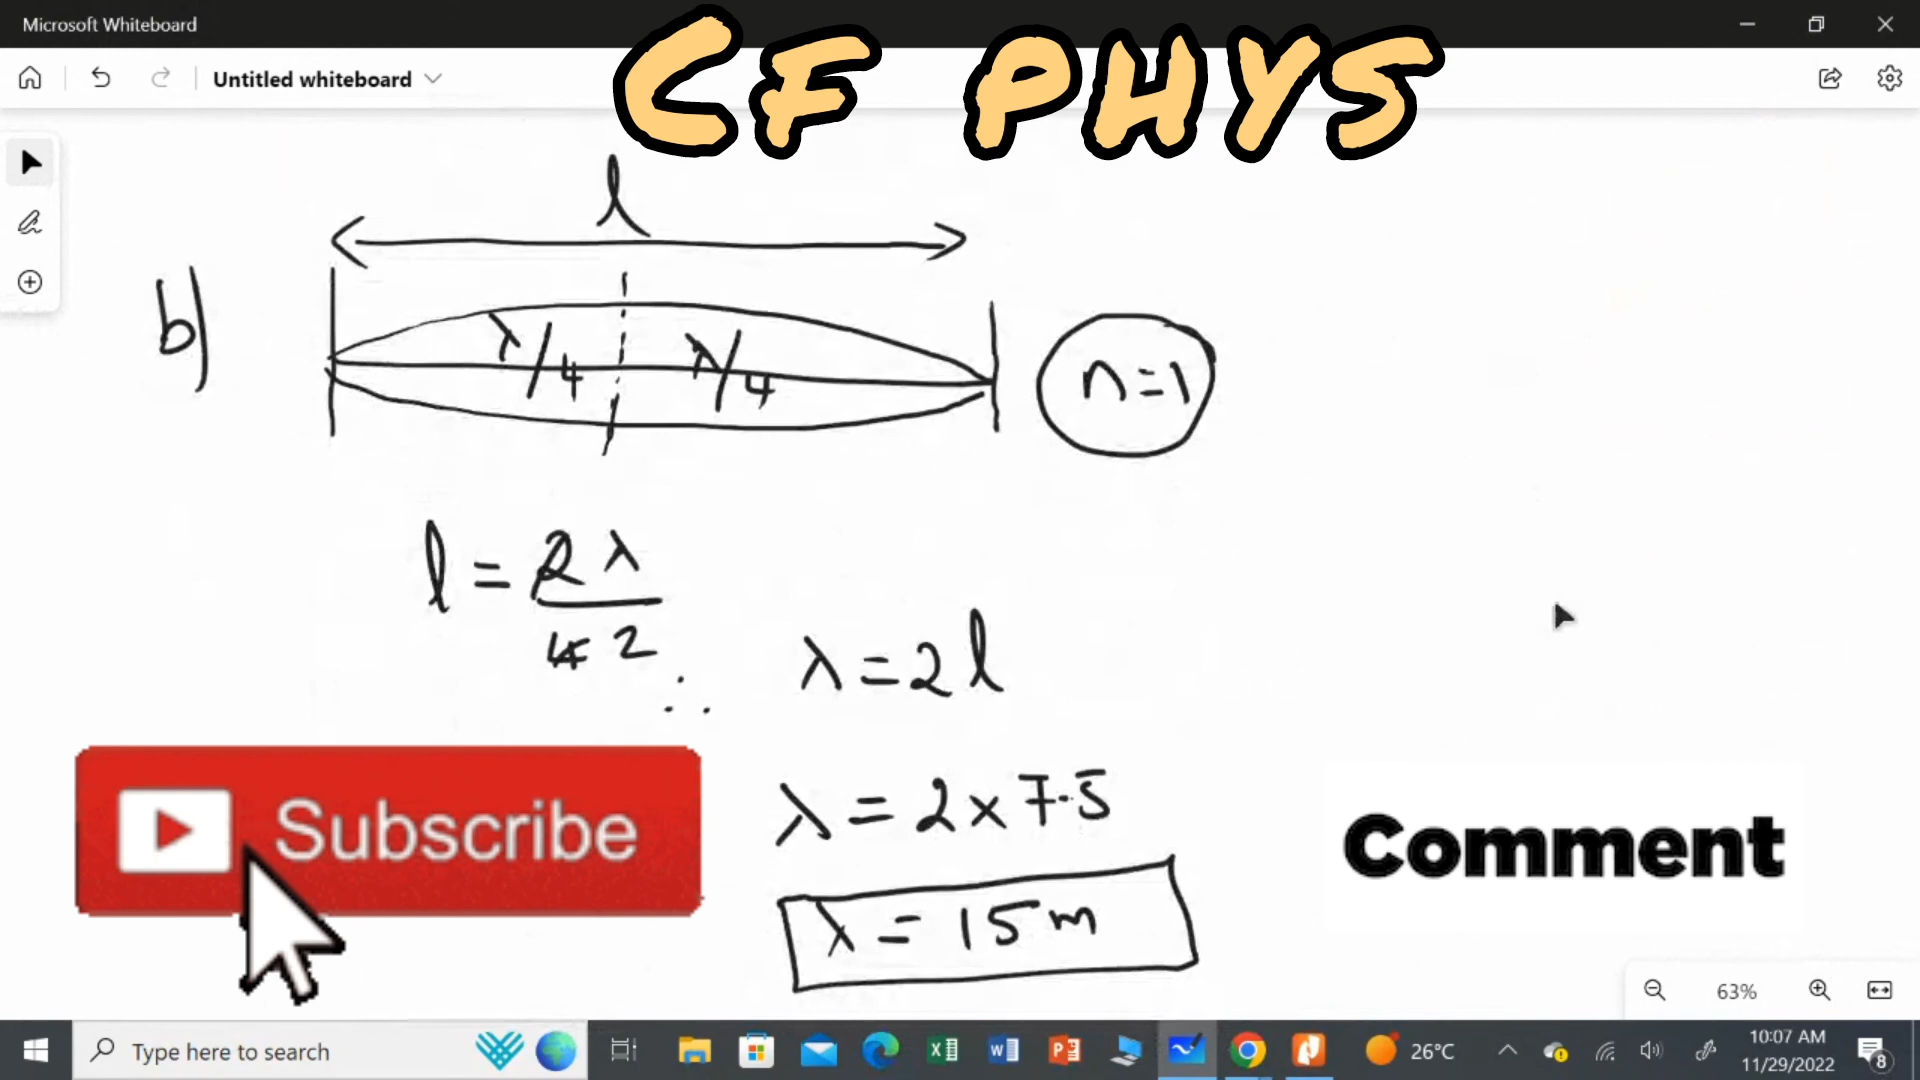 Microsoft Whiteboard
CF PHYS
Untitled whiteboard
l
b)
λ/4 λ/4
n=1
l = 2λ
4 2
∴ λ = 2l
Subscribe
λ = 2 x 7.5
Comment
λ = 15m
63%
Type here to search
26°C
10:07 AM
11/29/2022
8